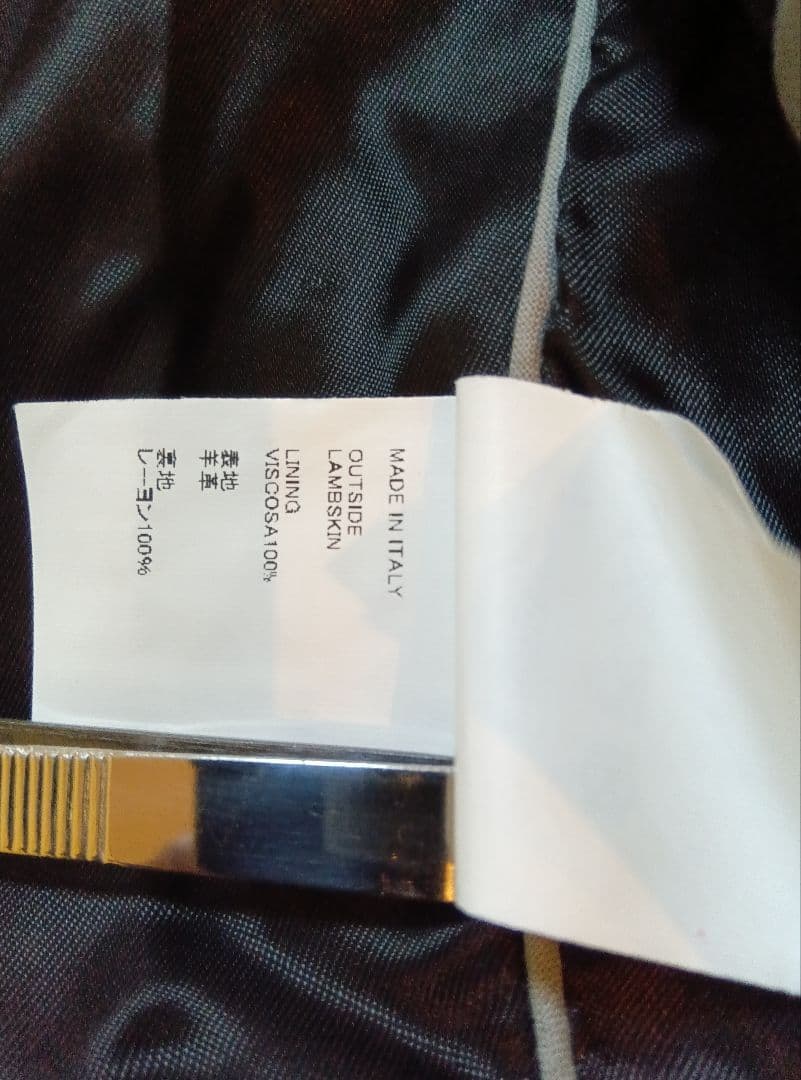 MADE IN ITALY
OUTSIDE
LAMBSKIN
LINING
VISCOSA100%
表地
羊革
裏地
レーヨン100%